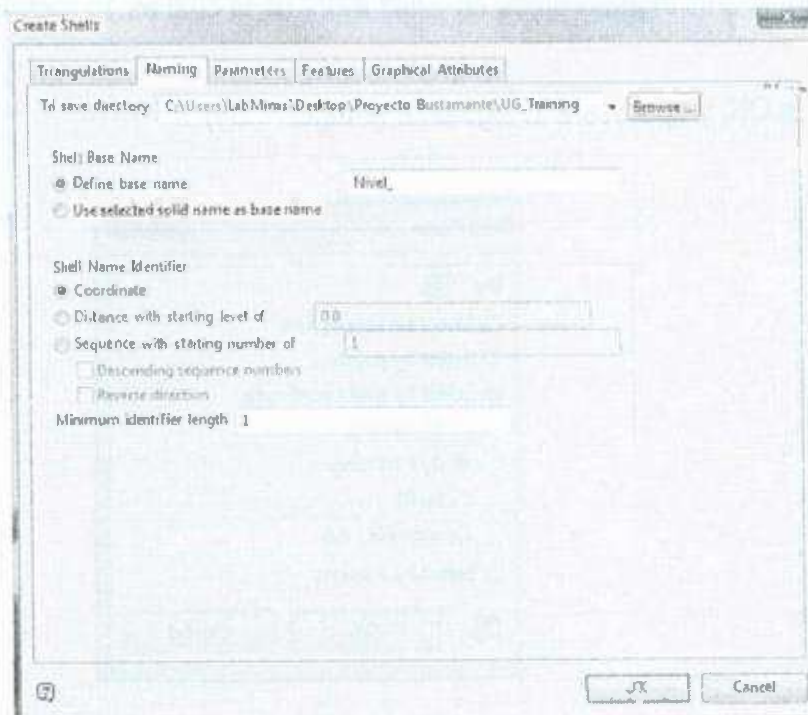 Create Shells
Triangulations Naming Parameters Features Graphical Attributes
Tri save directory C:\Users\LabMinas\Desktop\Proyecto Bustamante\UG_Training Browse ...
Shell Base Name
Define base name Nivel_
Use selected solid name as base name
Shell Name Identifier
Coordinate
Distance with starting level of 0.0
Sequence with starting number of 1
Descending sequence numbers
Reverse direction
Minimum identifier length 1
OK Cancel